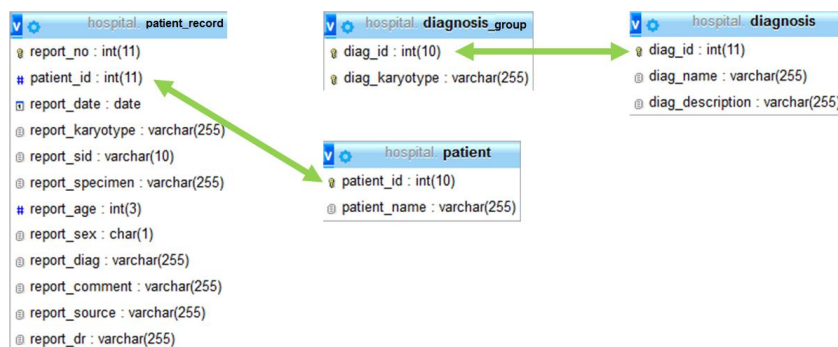 hospital patient_record
report_no : int(11)
patient_id : int(11)
report_date : date
report_karyotype : varchar(255)
report_sid : varchar(10)
report_specimen : varchar(255)
report_age : int(3)
report_sex : char(1)
report_diag : varchar(255)
report_comment : varchar(255)
report_source : varchar(255)
report_dr : varchar(255)
v hospital. diagnosis_group
diag_id : int(10)
diag_karyotype : varchar(255)
v hospital. patient
patient_id : int(10)
patient_name : varchar(255)
v hospital diagnosis
diag_id : int(11)
diag_name : varchar(255)
diag_description : varchar(255)